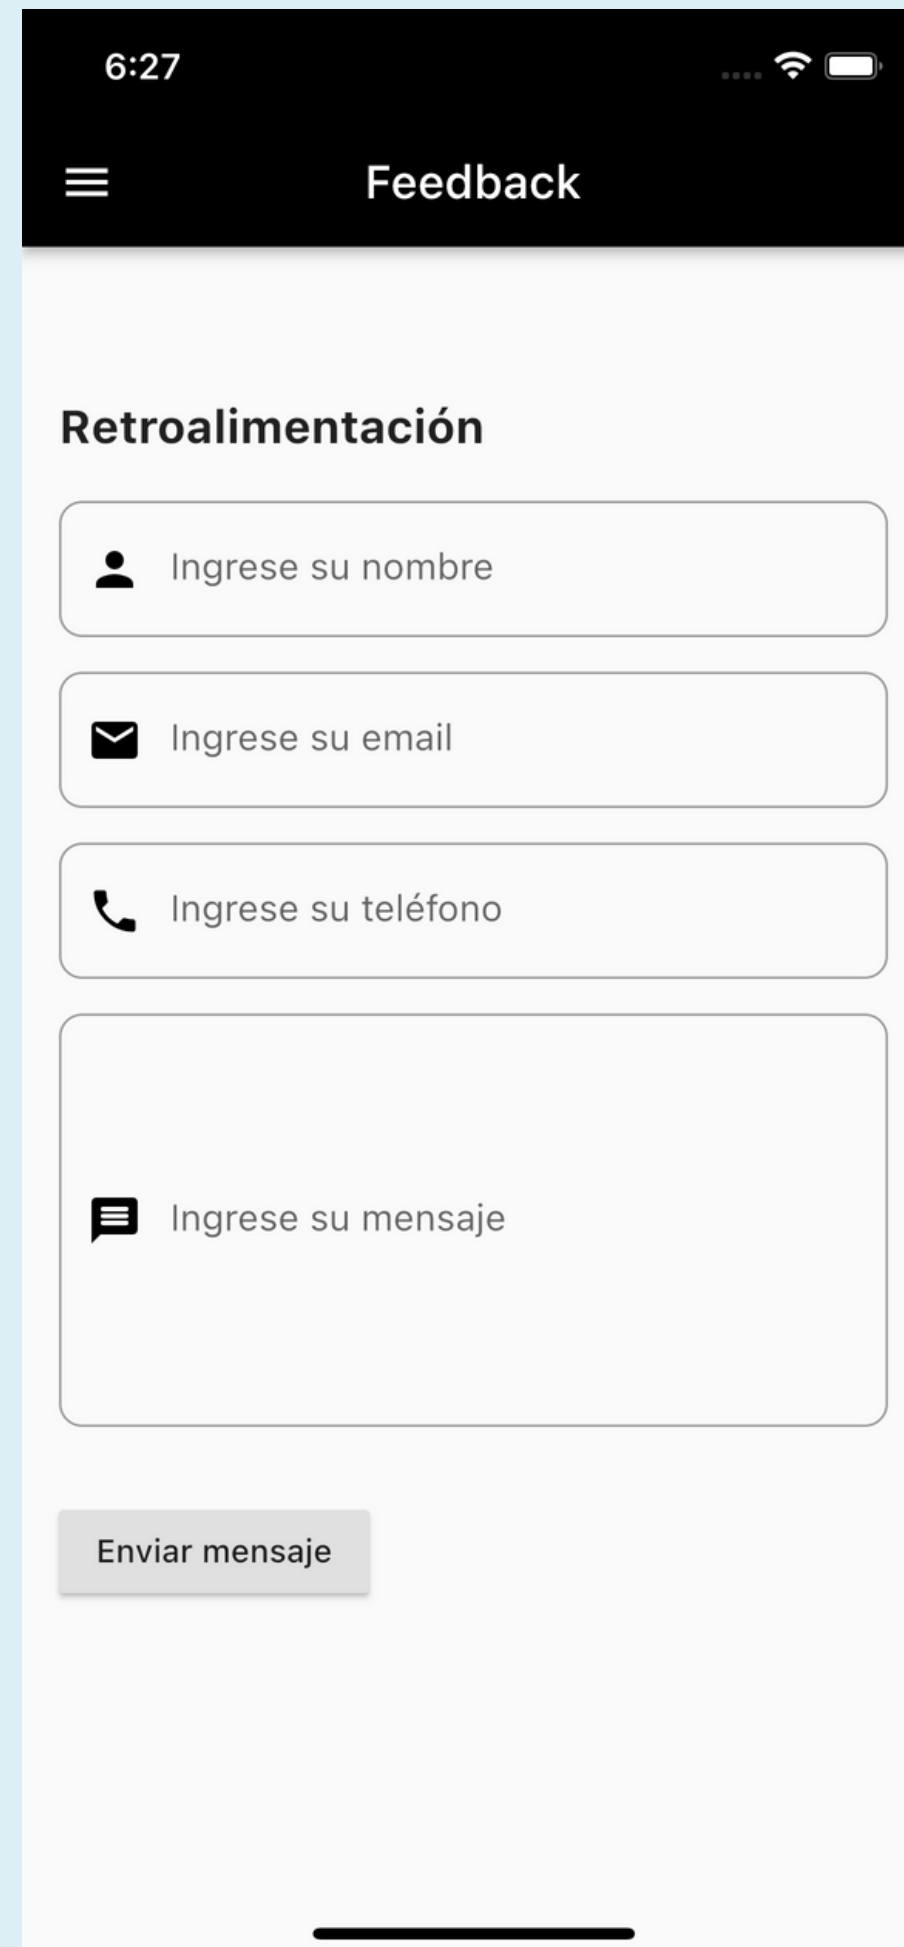 6:27
Feedback
Retroalimentación
Ingrese su nombre
Ingrese su email
Ingrese su teléfono
Ingrese su mensaje
Enviar mensaje